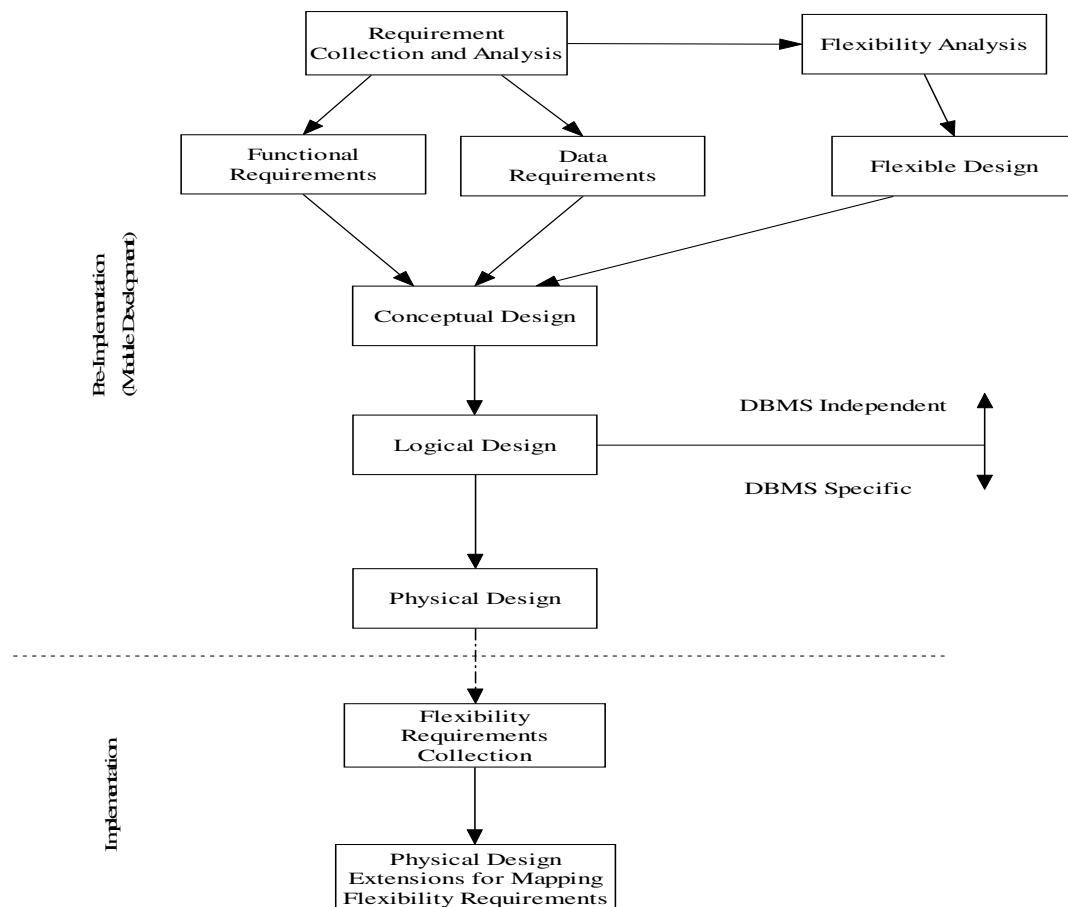 Requirement
Collection and Analysis
Flexibility Analysis
Functional
Requirements
Data
Requirements
Flexible Design
Pre-Implementation
(Module Development)
Conceptual Design
DBMS Independent
Logical Design
DBMS Specific
Physical Design
Flexibility
Requirements
Collection
Implementation
Physical Design
Extensions for Mapping
Flexibility Requirements